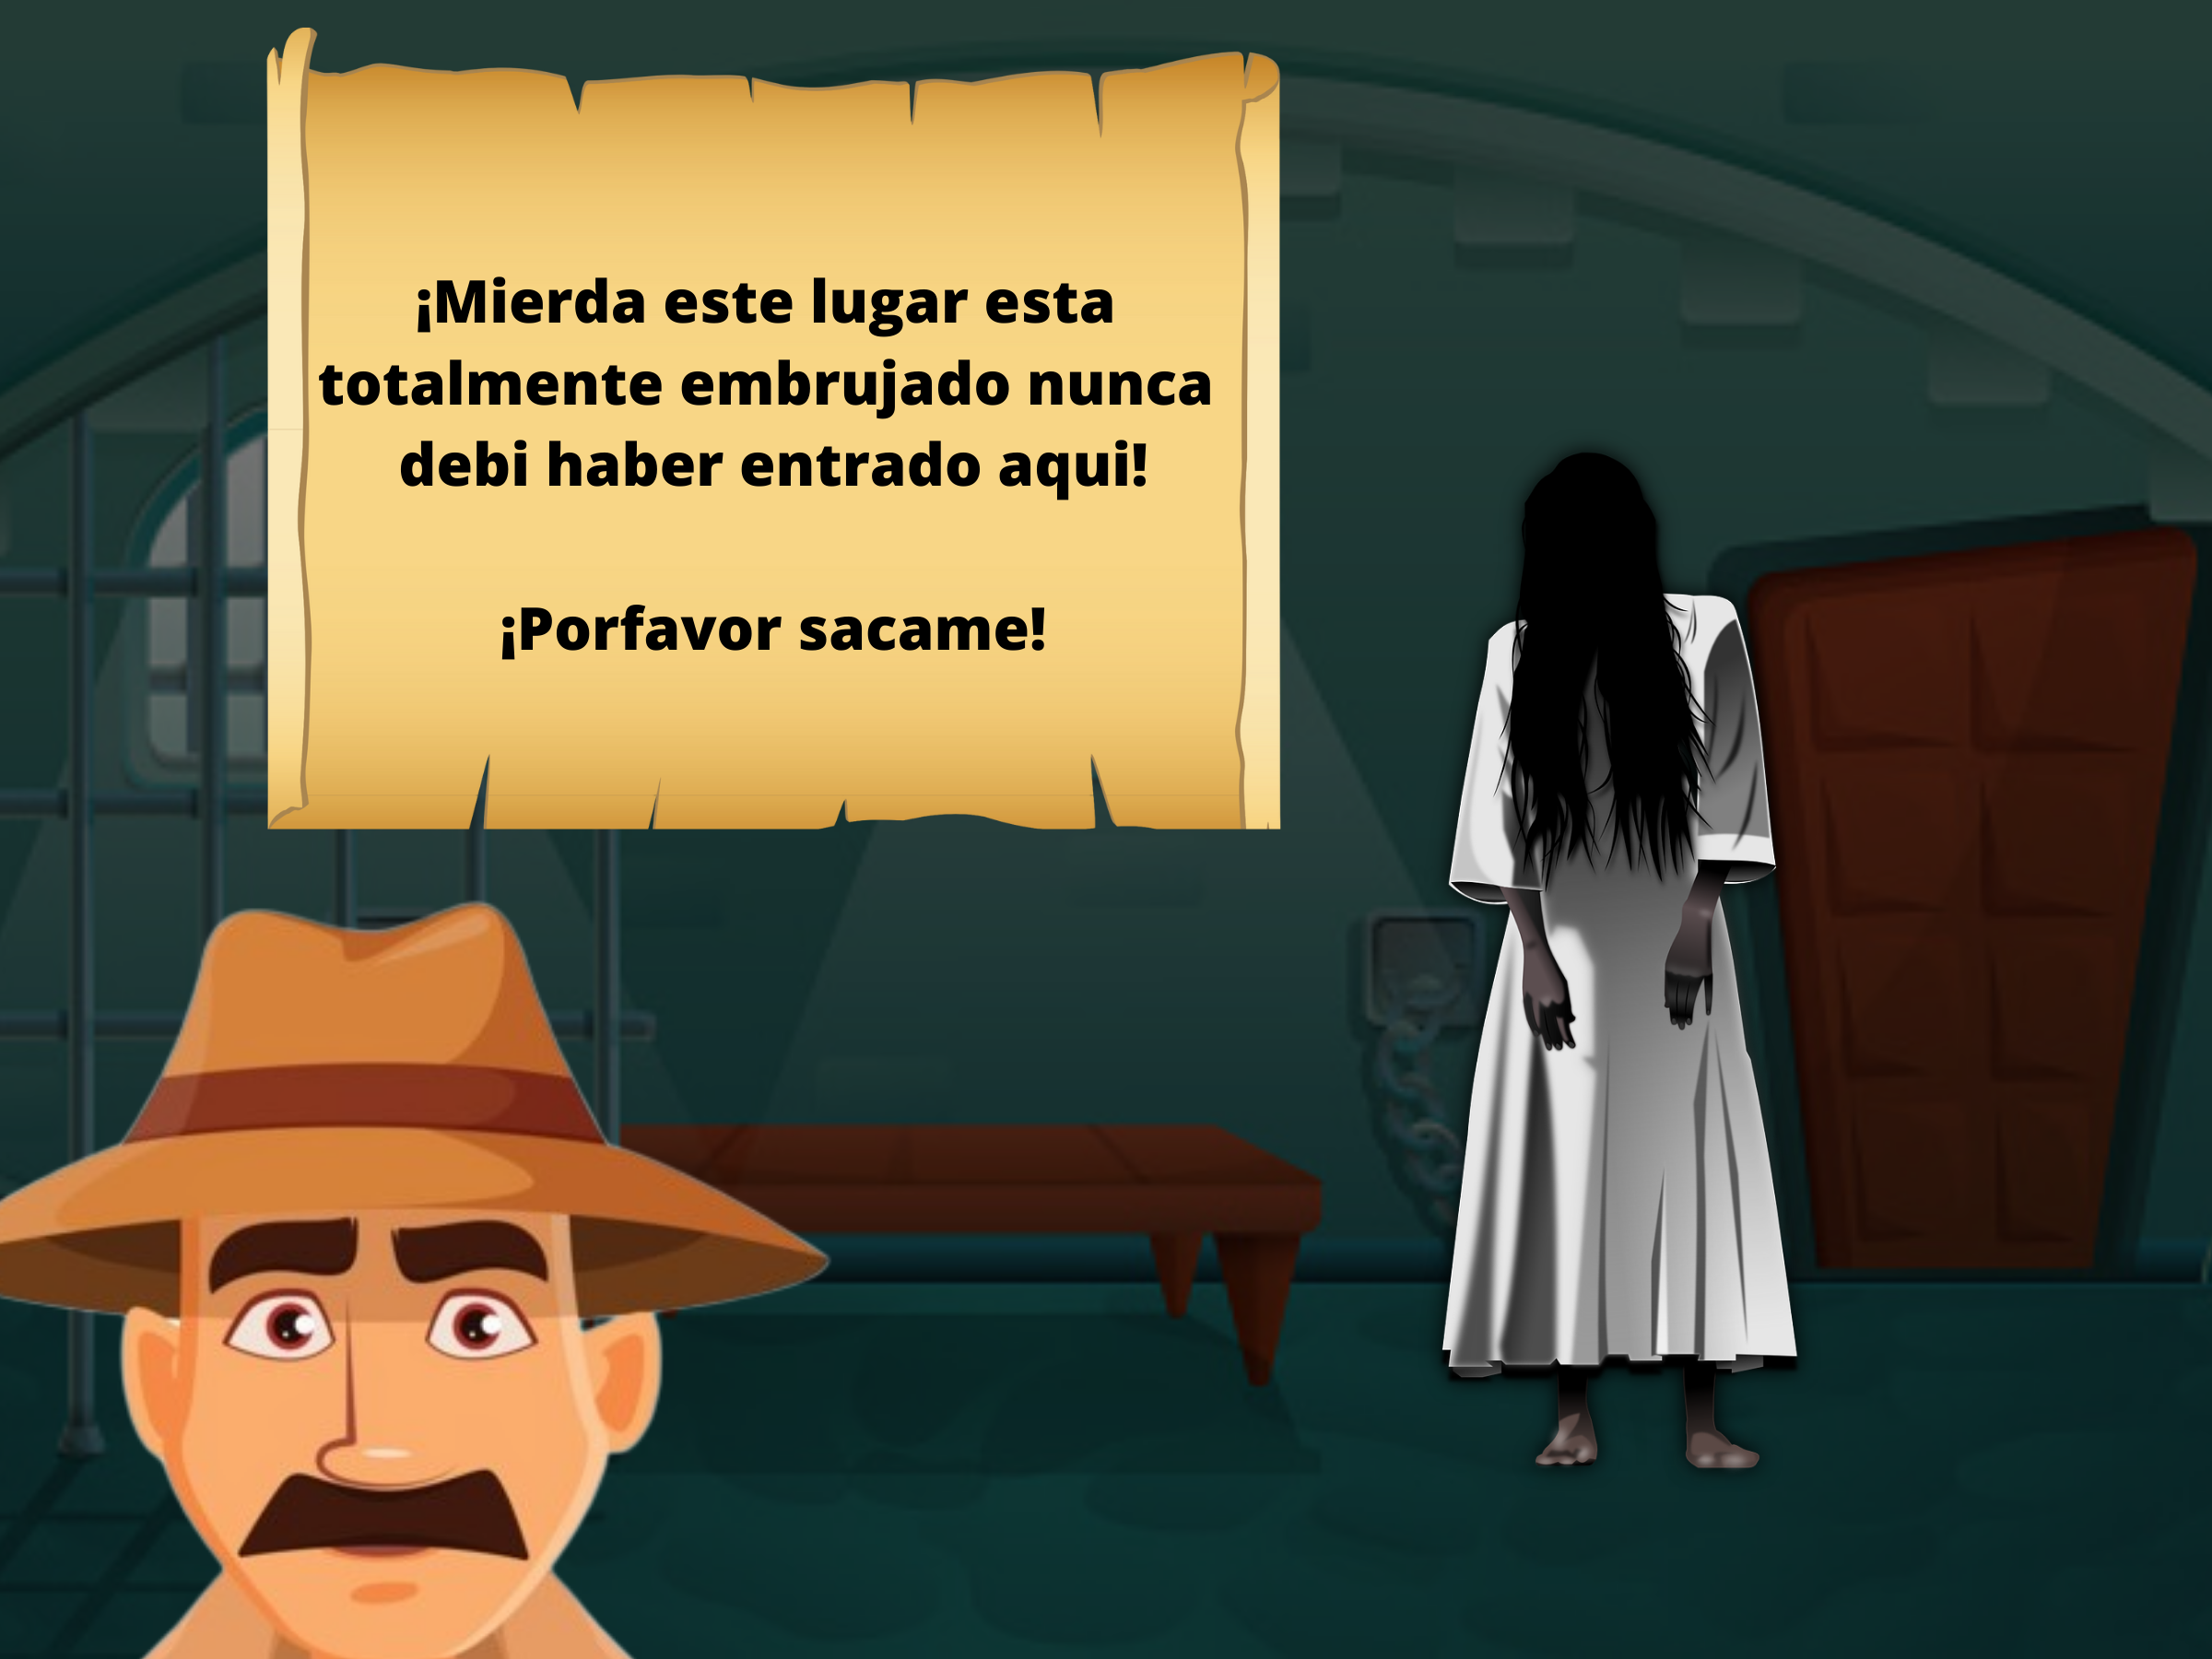 ¡Mierda este lugar esta
totalmente embrujado nunca
debi haber entrado aqui!
¡Porfavor sacame!